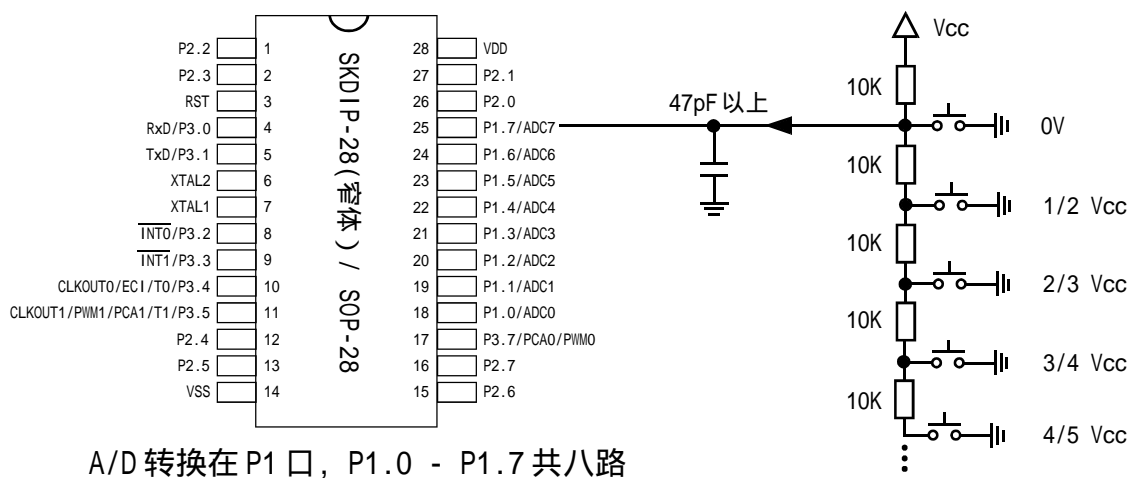 P2.2 1
P2.3 2
RST 3
RxD/P3.0 4
TxD/P3.1 5
XTAL2 6
XTAL1 7
INT0/P3.2 8
INT1/P3.3 9
CLKOUT0/ECI/T0/P3.4 10
CLKOUT1/PWM1/PCA1/T1/P3.5 11
P2.4 12
P2.5 13
VSS 14
SKDIP-28(窄体) / SOP-28
28 VDD
27 P2.1
26 P2.0
25 P1.7/ADC7
24 P1.6/ADC6
23 P1.5/ADC5
22 P1.4/ADC4
21 P1.3/ADC3
20 P1.2/ADC2
19 P1.1/ADC1
18 P1.0/ADC0
17 P3.7/PCA0/PWM0
16 P2.7
15 P2.6
47pF以上
Vcc
10K
0V
10K
1/2 Vcc
10K
2/3 Vcc
10K
3/4 Vcc
10K
4/5 Vcc
A/D转换在P1口, P1.0 - P1.7共八路